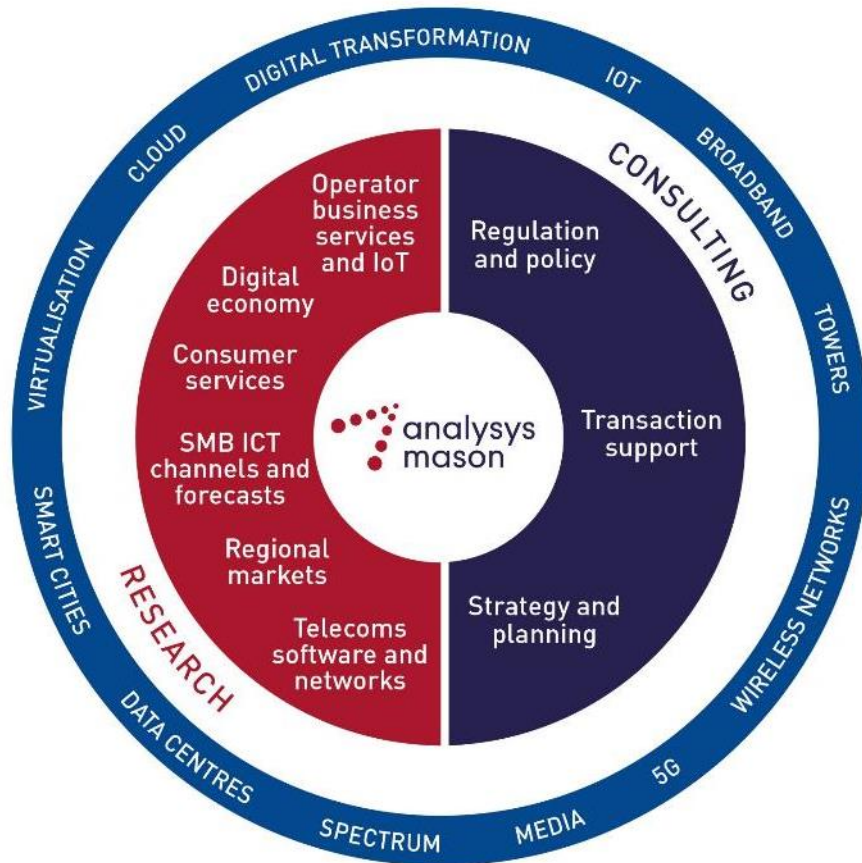 DIGITAL TRANSFORMATION
IOT
BROADBAND
TOWERS
WIRELESS NETWORKS
5G
MEDIA
SPECTRUM
DATA CENTRES
SMART CITIES
VIRTUALISATION
CLOUD
CONSULTING
RESEARCH
Operator
business
services
and IoT
Digital
economy
Consumer
services
SMB ICT
channels and
forecasts
Regional
markets
Telecoms
software and
networks
analysys
mason
Regulation
and policy
Transaction
support
Strategy and
planning